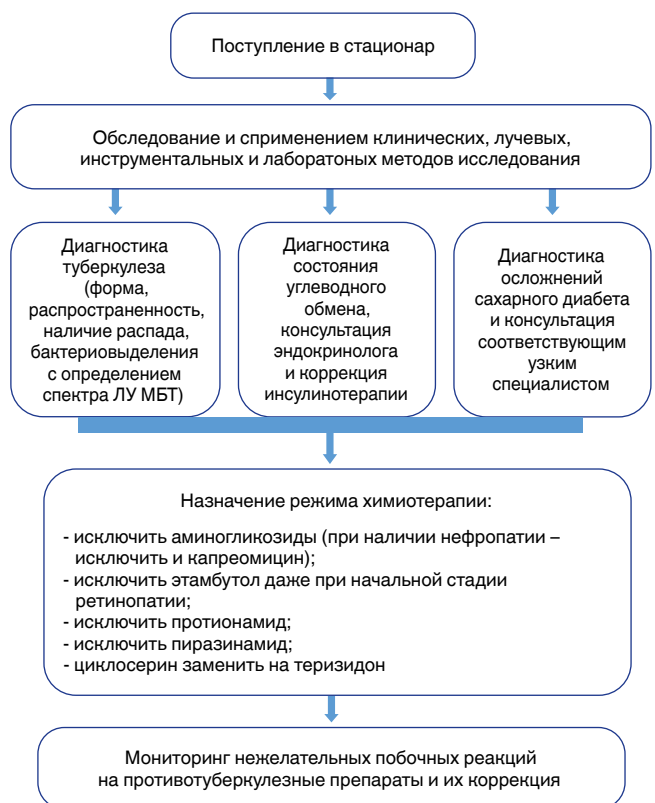 Поступление в стационар
Обследование и сприменением клинических, лучевых,
инструментальных и лаборатоных методов исследования
Диагностика
туберкулеза
(форма,
распространенность,
наличие распада,
бактериовыделения
с определением
спектра ЛУ МБТ)
Диагностика
состояния
углеводного
обмена,
консультация
эндокринолога
и коррекция
инсулинотерапии
Диагностика
осложнений
сахарного диабета
и консультация
соответствующим
узким
специалистом
Назначение режима химиотерапии:
- исключить аминогликозиды (при наличии нефропатии –
исключить и капреомицин);
- исключить этамбутол даже при начальной стадии
ретинопатии;
- исключить протионамид;
- исключить пиразинамид;
- циклосерин заменить на теризидон
Мониторинг нежелательных побочных реакций
на противотуберкулезные препараты и их коррекция